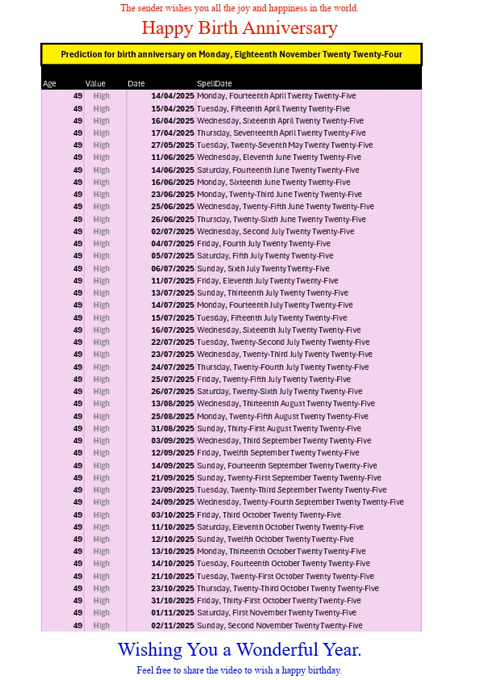 The sender wishes you all the joy and happiness in the world.
Happy Birth Anniversary
Prediction for birth anniversary on Monday, Eighteenth November Twenty Twenty-Four
Age Value Date SpellDate
49 High 14/04/2025 Monday, Fourteenth April Twenty Twenty-Five
49 High 15/04/2025 Tuesday, Fifteenth April Twenty Twenty-Five
49 High 16/04/2025 Wednesday, Sixteenth April Twenty Twenty-Five
49 High 17/04/2025 Thursday, Seventeenth April Twenty Twenty-Five
49 High 27/05/2025 Tuesday, Twenty-Seventh May Twenty Twenty-Five
49 High 11/06/2025 Wednesday, Eleventh June Twenty Twenty-Five
49 High 14/06/2025 Saturday, Fourteenth June Twenty Twenty-Five
49 High 16/06/2025 Monday, Sixteenth June Twenty Twenty-Five
49 High 23/06/2025 Monday, Twenty-Third June Twenty Twenty-Five
49 High 25/06/2025 Wednesday, Twenty-Fifth June Twenty Twenty-Five
49 High 26/06/2025 Thursday, Twenty-Sixth June Twenty Twenty-Five
49 High 02/07/2025 Wednesday, Second July Twenty Twenty-Five
49 High 04/07/2025 Friday, Fourth July Twenty Twenty-Five
49 High 05/07/2025 Saturday, Fifth July Twenty Twenty-Five
49 High 06/07/2025 Sunday, Sixth July Twenty Twenty-Five
49 High 11/07/2025 Friday, Eleventh July Twenty Twenty-Five
49 High 13/07/2025 Sunday, Thirteenth July Twenty Twenty-Five
49 High 14/07/2025 Monday, Fourteenth July Twenty Twenty-Five
49 High 15/07/2025 Tuesday, Fifteenth July Twenty Twenty-Five
49 High 16/07/2025 Wednesday, Sixteenth July Twenty Twenty-Five
49 High 22/07/2025 Tuesday, Twenty-Second July Twenty Twenty-Five
49 High 23/07/2025 Wednesday, Twenty-Third July Twenty Twenty-Five
49 High 24/07/2025 Thursday, Twenty-Fourth July Twenty Twenty-Five
49 High 25/07/2025 Friday, Twenty-Fifth July Twenty Twenty-Five
49 High 26/07/2025 Saturday, Twenty-Sixth July Twenty Twenty-Five
49 High 13/08/2025 Wednesday, Thirteenth August Twenty Twenty-Five
49 High 25/08/2025 Monday, Twenty-Fifth August Twenty Twenty-Five
49 High 31/08/2025 Sunday, Thirty-First August Twenty Twenty-Five
49 High 03/09/2025 Wednesday, Third September Twenty Twenty-Five
49 High 12/09/2025 Friday, Twelfth September Twenty Twenty-Five
49 High 14/09/2025 Sunday, Fourteenth September Twenty Twenty-Five
49 High 21/09/2025 Sunday, Twenty-First September Twenty Twenty-Five
49 High 23/09/2025 Tuesday, Twenty-Third September Twenty Twenty-Five
49 High 24/09/2025 Wednesday, Twenty-Fourth September Twenty Twenty-Five
49 High 03/10/2025 Friday, Third October Twenty Twenty-Five
49 High 11/10/2025 Saturday, Eleventh October Twenty Twenty-Five
49 High 12/10/2025 Sunday, Twelfth October Twenty Twenty-Five
49 High 13/10/2025 Monday, Thirteenth October Twenty Twenty-Five
49 High 14/10/2025 Tuesday, Fourteenth October Twenty Twenty-Five
49 High 21/10/2025 Tuesday, Twenty-First October Twenty Twenty-Five
49 High 23/10/2025 Thursday, Twenty-Third October Twenty Twenty-Five
49 High 31/10/2025 Friday, Thirty-First October Twenty Twenty-Five
49 High 01/11/2025 Saturday, First November Twenty Twenty-Five
49 High 02/11/2025 Sunday, Second November Twenty Twenty-Five
Wishing You a Wonderful Year.
Feel free to share the video to wish a happy birthday.